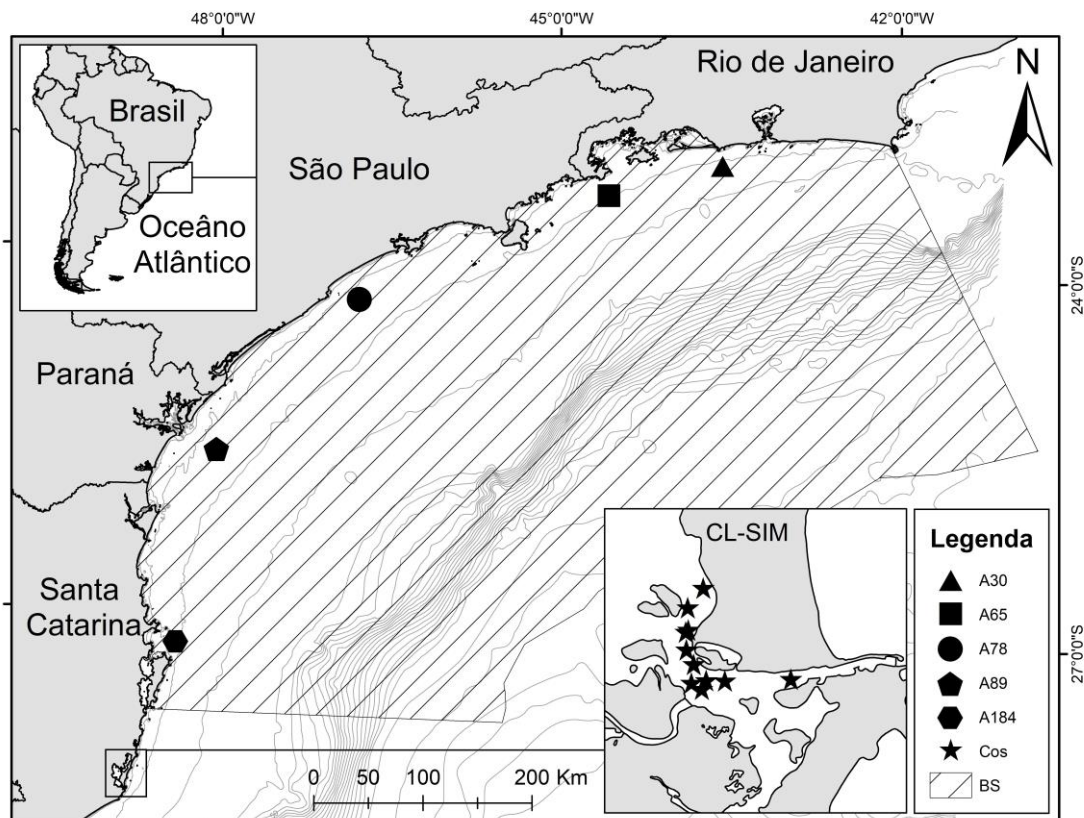 48°0'0"W
45°0'0"W
42°0'0"W
Rio de Janeiro
N
Brasil
São Paulo
Oceâno
Atlântico
24°0'0"S
Paraná
CL-SIM
Legenda
A30
A65
A78
A89
A184
Cos
BS
Santa
Catarina
27°0'0"S
0 50 100 200 Km